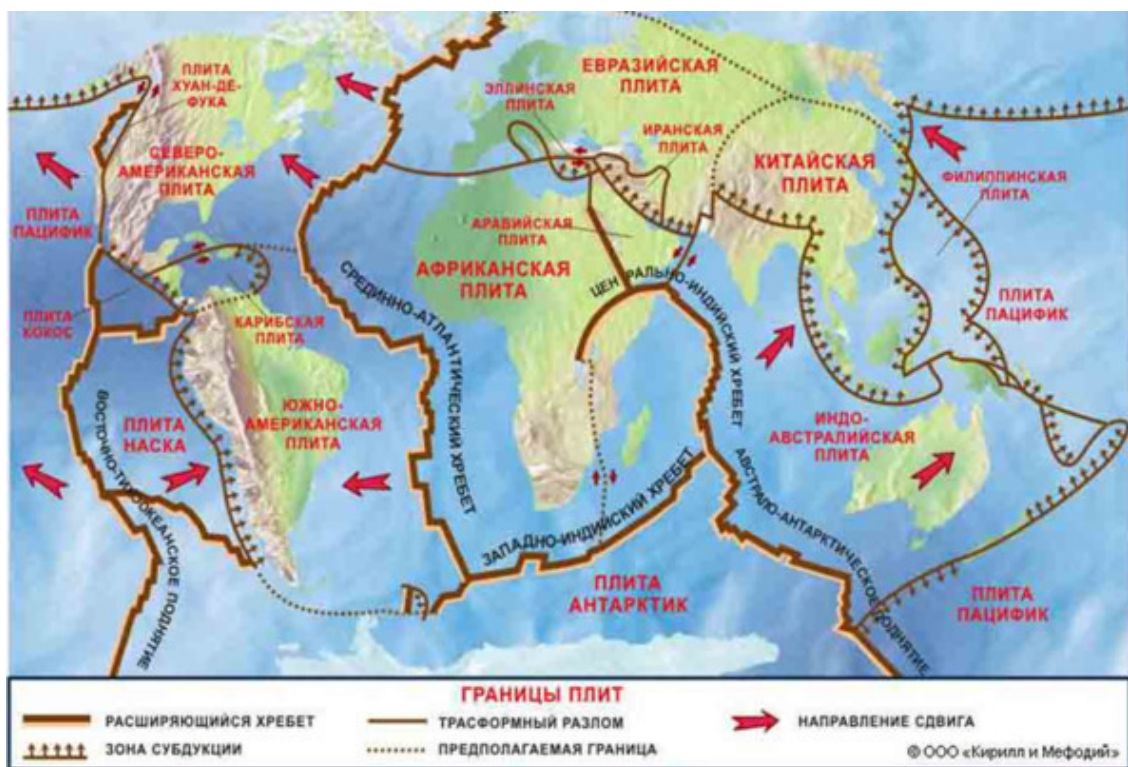 ПЛИТА
ХУАН-ДЕ-
ФУКА
ЕВРАЗИЙСКАЯ
ПЛИТА
ЭЛЛИНСКАЯ
ПЛИТА
ИРАНСКАЯ
ПЛИТА
СЕВЕРО-
АМЕРИКАНСКАЯ
ПЛИТА
КИТАЙСКАЯ
ПЛИТА
ФИЛИППИНСКАЯ
ПЛИТА
ПЛИТА
ПАЦИФИК
АРАВИЙСКАЯ
ПЛИТА
АФРИКАНСКАЯ
ПЛИТА
ЦЕН РАЛЬНО-ИНДИЙСКИЙ ХРЕБЕТ
СРЕДИННО-АТЛАНТИЧЕСКИЙ ХРЕБЕТ
ПЛИТА
КОКОС
КАРИБСКАЯ
ПЛИТА
ПЛИТА
ПАЦИФИК
ВОСТОЧНО-ТИХООКЕАНСКОЕ ПОДНЯТИЕ
ПЛИТА
НАСКА
ЮЖНО-
АМЕРИКАНСКАЯ
ПЛИТА
ИНДО-
АВСТРАЛИЙСКАЯ
ПЛИТА
ЗАПАДНО-ИНДИЙСКИЙ ХРЕБЕТ
АВСТРАЛО-АНТАРКТИЧЕСКОЕ ПОДНЯТИЕ
ПЛИТА
АНТАРКТИК
ПЛИТА
ПАЦИФИК
ГРАНИЦЫ ПЛИТ
РАСШИРЯЮЩИЙСЯ ХРЕБЕТ
ТРАСФОРМНЫЙ РАЗЛОМ
НАПРАВЛЕНИЕ СДВИГА
ЗОНА СУБДУКЦИИ
ПРЕДПОЛАГАЕМАЯ ГРАНИЦА
© ООО «Кирилл и Мефодий»